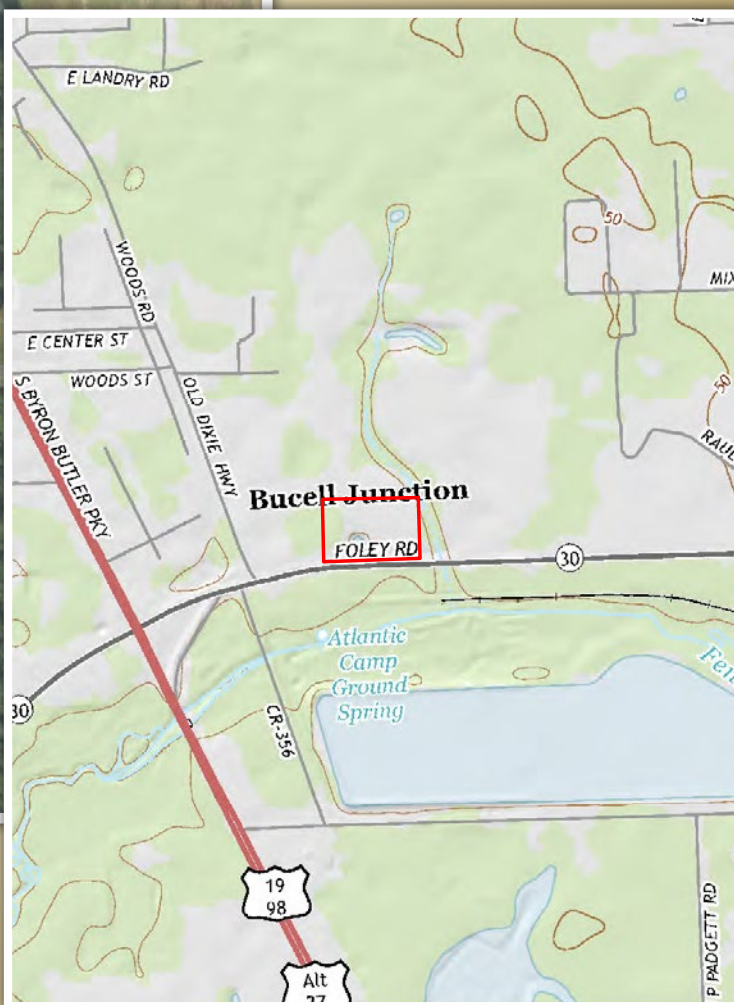 E LANDRY RD
50
WOODS RD
MIX
E CENTER ST
WOODS ST
50
S BYRON BUTLER PKY
OLD DIXIE HWY
RAUL
Bucell Junction
FOLEY RD
30
Atlantic
Camp
Ground
Spring
Fen
30
CR-356
19
98
P PADGETT RD
Alt
27